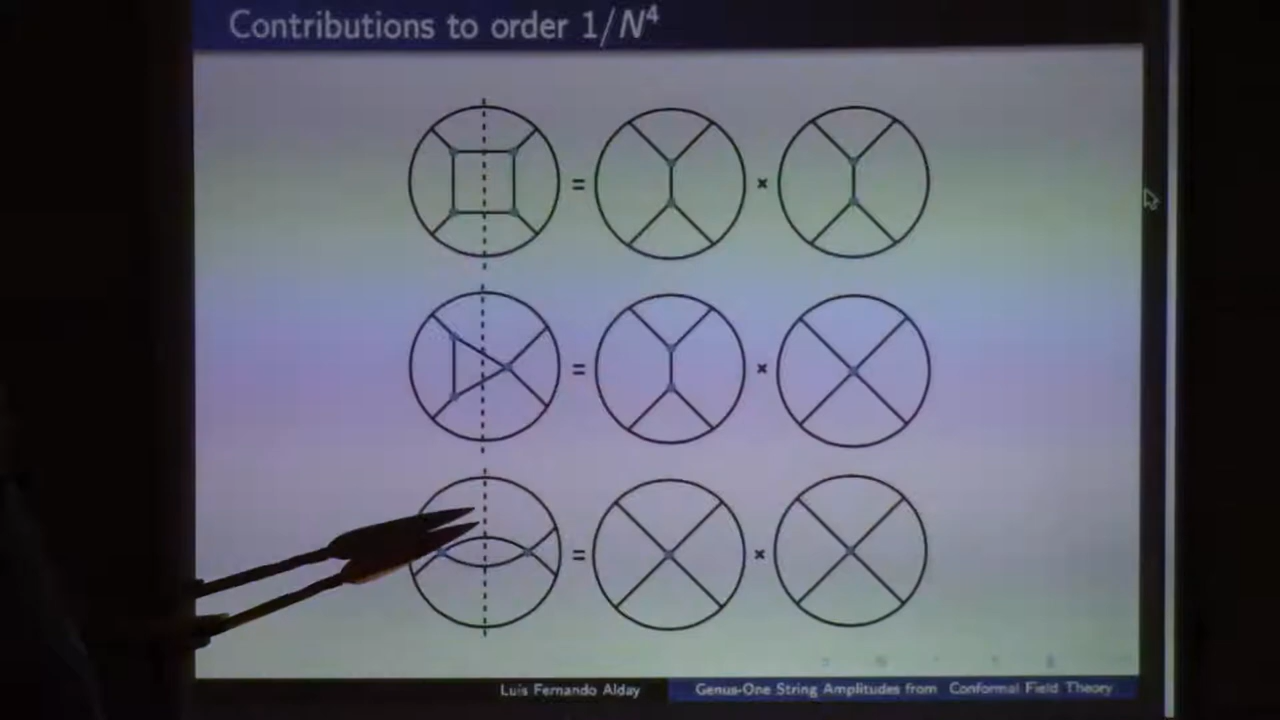 Contributions to order 1/N⁴
=
×
=
×
=
×
Luis Fernando Alday
Genus-One String Amplitudes from Conformal Field Theory